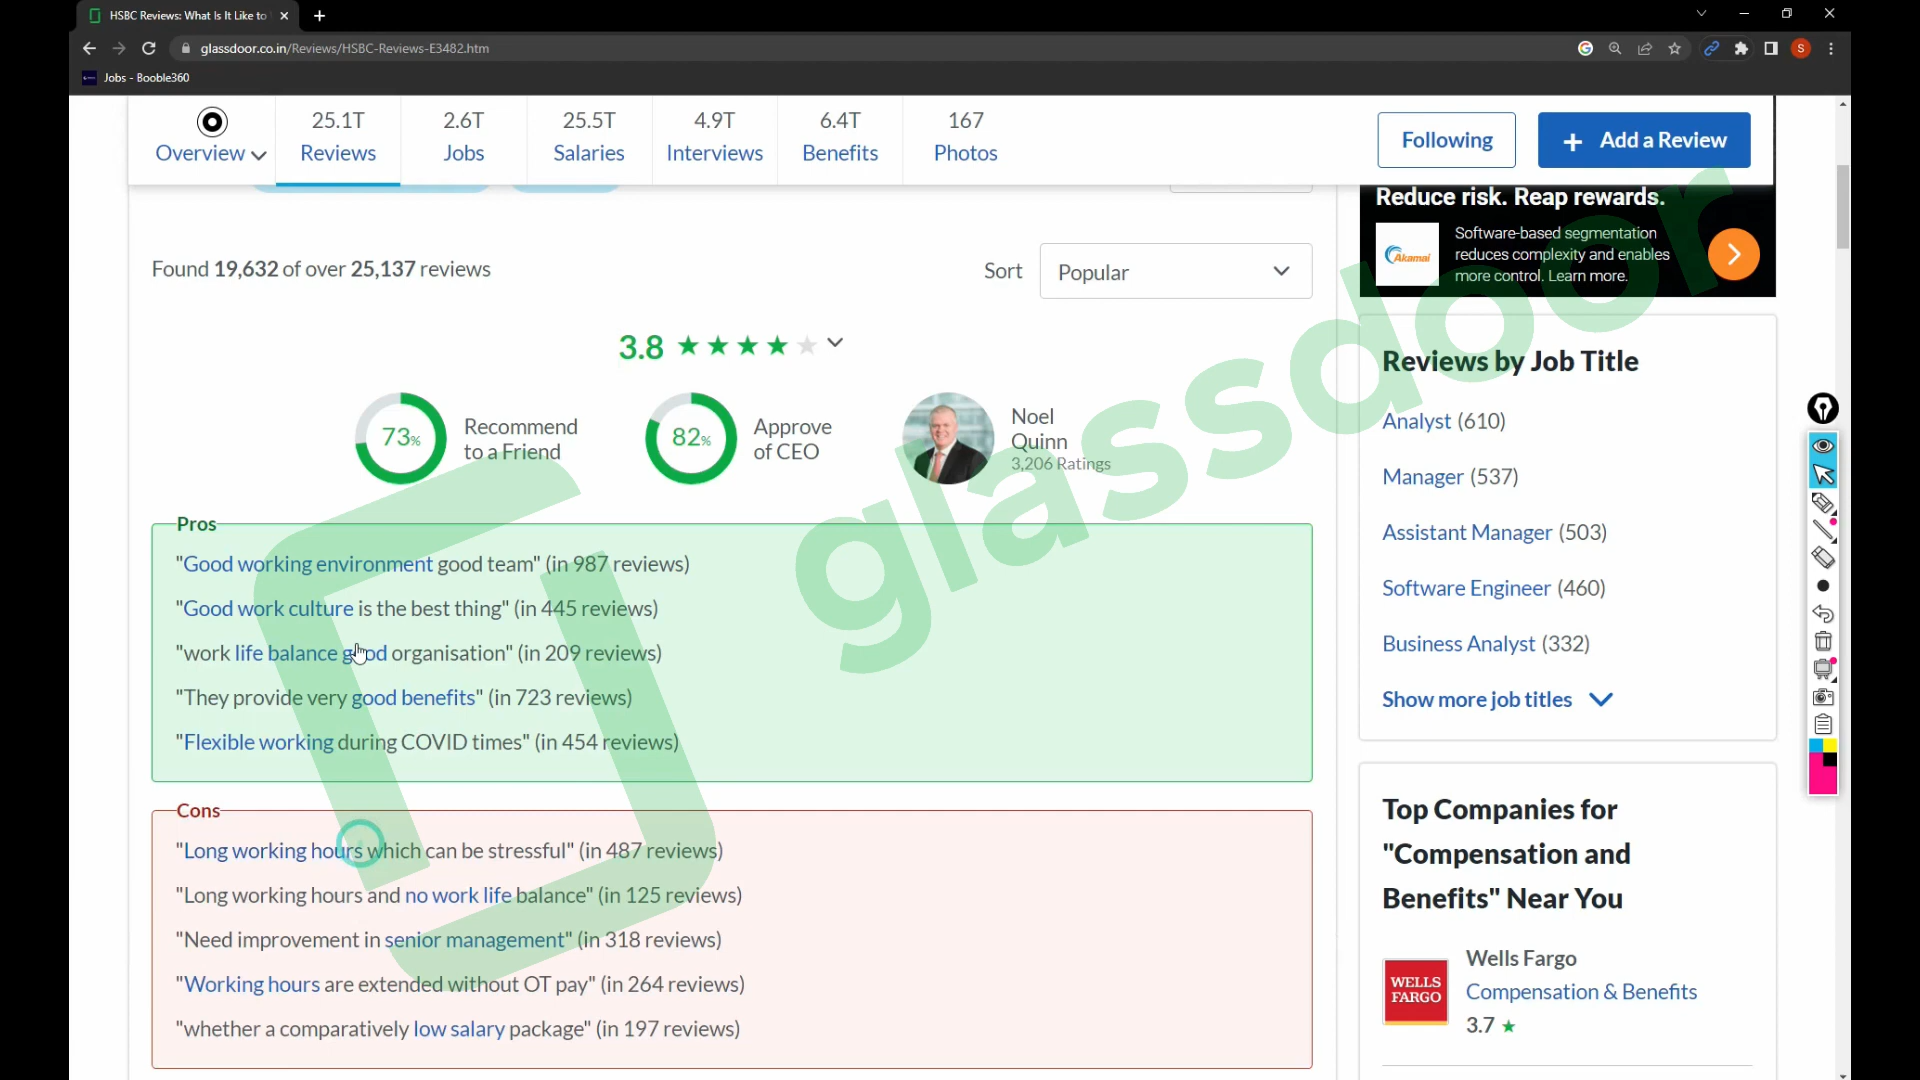 HSBC Reviews: What Is It Like to
glassdoor.co.in/Reviews/HSBC-Reviews-E3482.htm
S
Jobs - Booble360
Overview
25.1T
Reviews
2.6T
Jobs
25.5T
Salaries
4.9T
Interviews
6.4T
Benefits
167
Photos
Following
+ Add a Review
Found 19,632 of over 25,137 reviews
Sort
Popular
3.8
73%
Recommend
to a Friend
82%
Approve
of CEO
Noel
Quinn
3,206 Ratings
Pros
"Good working environment good team" (in 987 reviews)
"Good work culture is the best thing" (in 445 reviews)
"work life balance good organisation" (in 209 reviews)
"They provide very good benefits" (in 723 reviews)
"Flexible working during COVID times" (in 454 reviews)
Cons
"Long working hours which can be stressful" (in 487 reviews)
"Long working hours and no work life balance" (in 125 reviews)
"Need improvement in senior management" (in 318 reviews)
"Working hours are extended without OT pay" (in 264 reviews)
"whether a comparatively low salary package" (in 197 reviews)
Reduce risk. Reap rewards.
Akamai
Software-based segmentation
reduces complexity and enables
more control. Learn more.
Reviews by Job Title
Analyst (610)
Manager (537)
Assistant Manager (503)
Software Engineer (460)
Business Analyst (332)
Show more job titles
Top Companies for
"Compensation and
Benefits" Near You
WELLS
FARGO
Wells Fargo
Compensation & Benefits
3.7
glassdoor